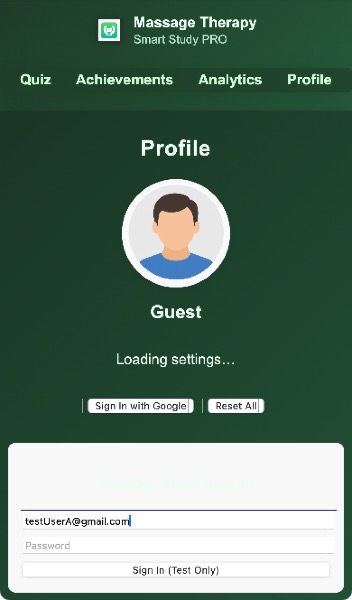 Massage Therapy
Smart Study PRO
Quiz Achievements Analytics Profile
Profile
Guest
Loading settings...
Sign In with Google Reset All
testUserA@gmail.com
Password
Sign In (Test Only)